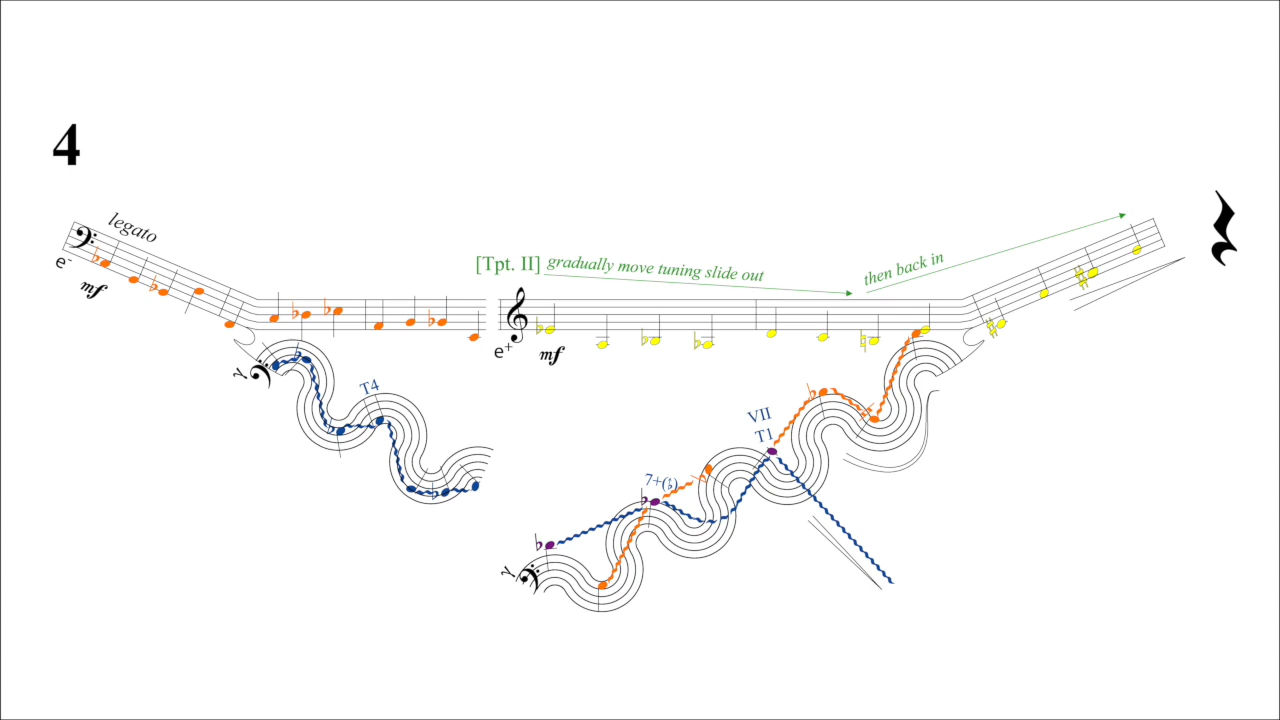 4
legato
e⁻
mf
[Tpt. II] gradually move tuning slide out
then back in
e⁺
mf
γ
T4
VII
T1
7+(♭)
γ